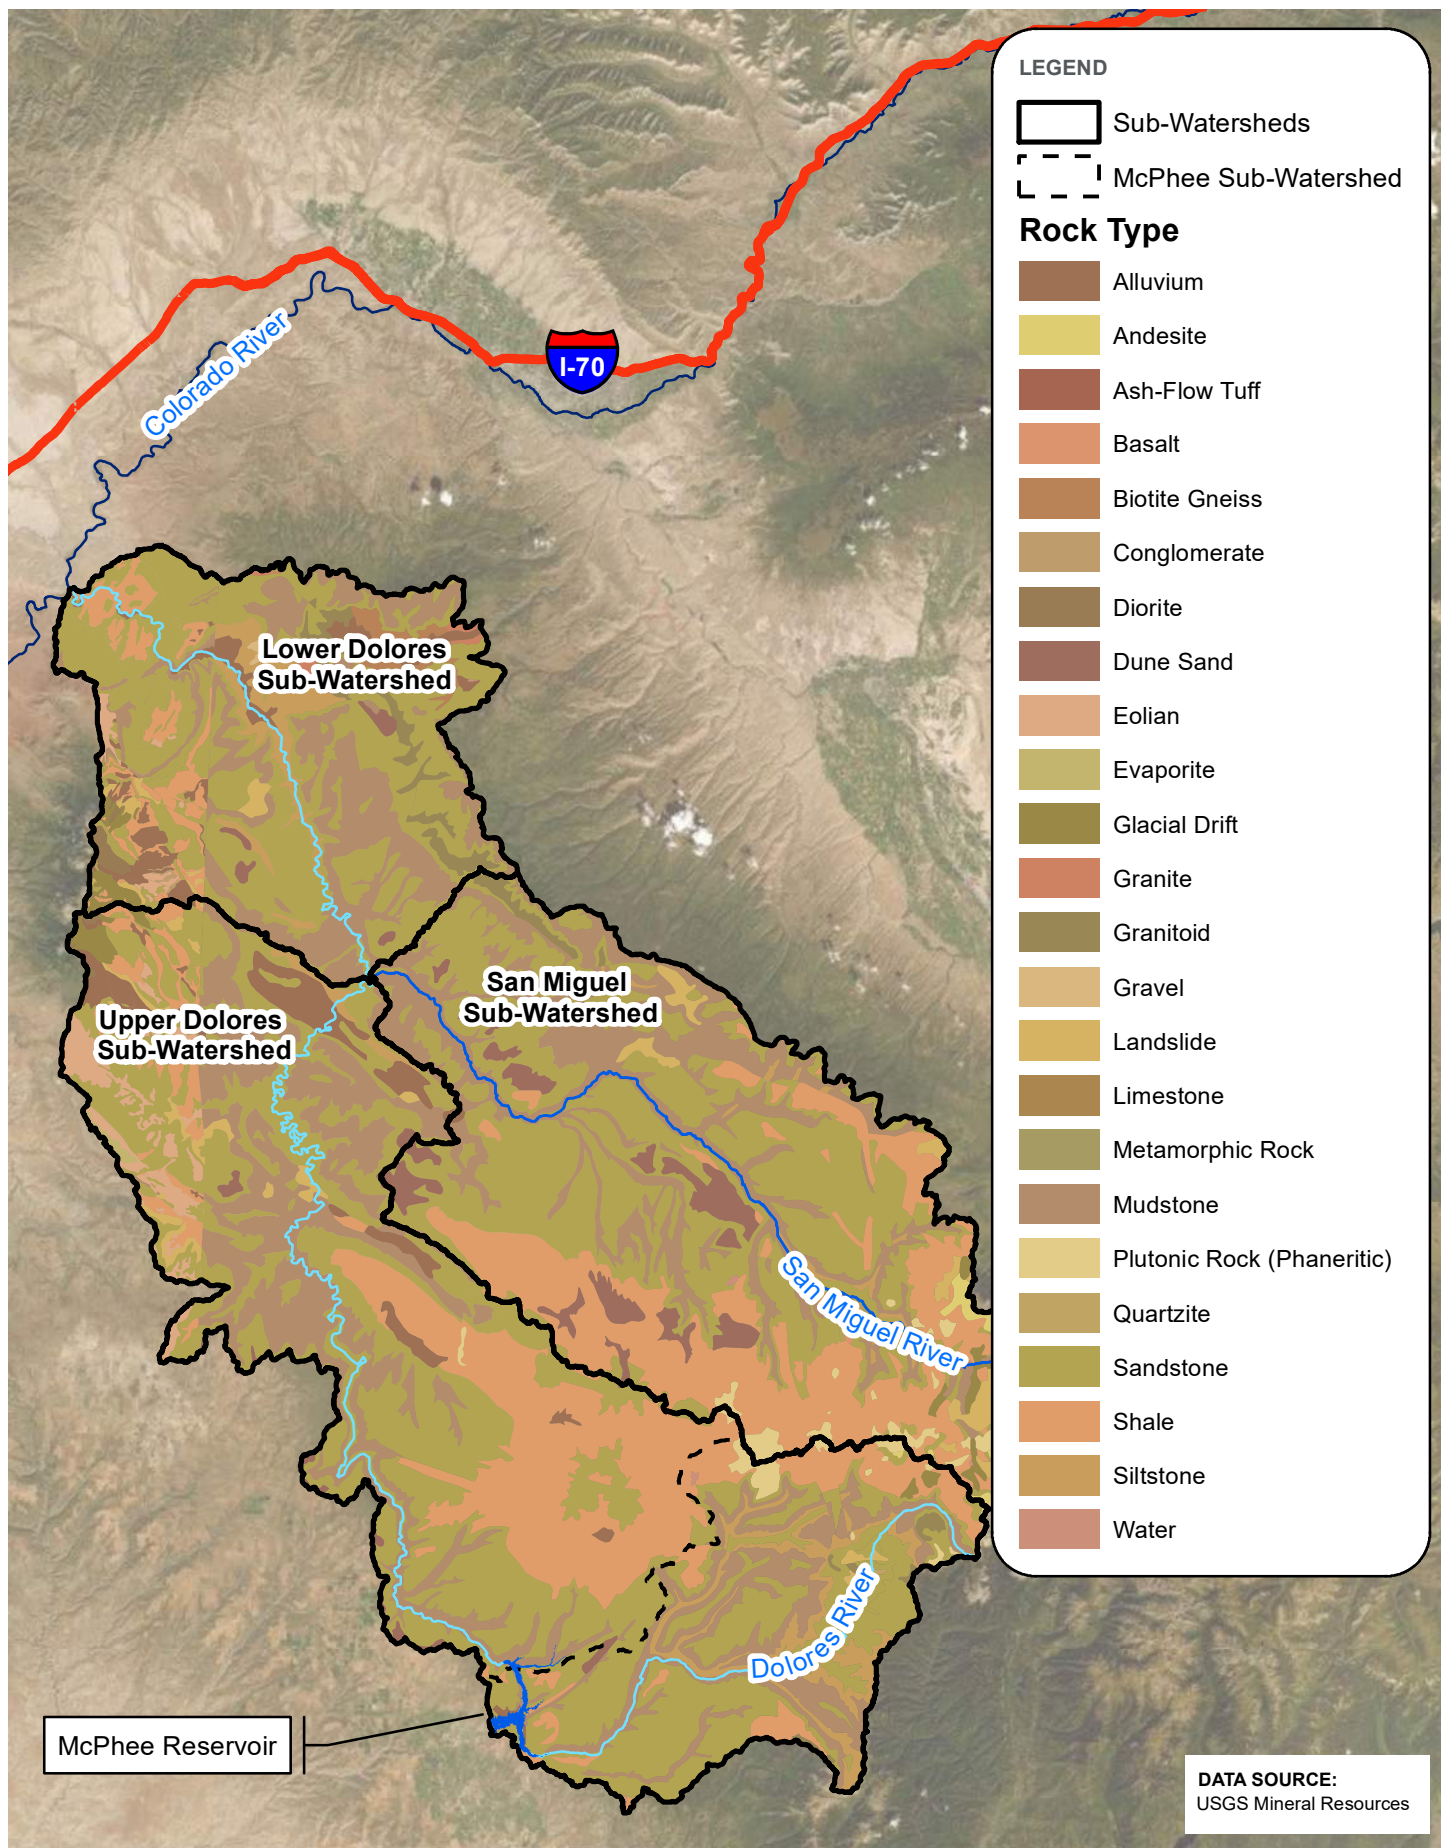 LEGEND
Sub-Watersheds
McPhee Sub-Watershed
Rock Type
Alluvium
Andesite
Ash-Flow Tuff
Basalt
Biotite Gneiss
Conglomerate
Diorite
Dune Sand
Eolian
Evaporite
Glacial Drift
Granite
Granitoid
Gravel
Landslide
Limestone
Metamorphic Rock
Mudstone
Plutonic Rock (Phaneritic)
Quartzite
Sandstone
Shale
Siltstone
Water
Colorado River
I-70
Lower Dolores
Sub-Watershed
San Miguel
Sub-Watershed
Upper Dolores
Sub-Watershed
San Miguel River
Dolores River
McPhee Reservoir
DATA SOURCE:
USGS Mineral Resources